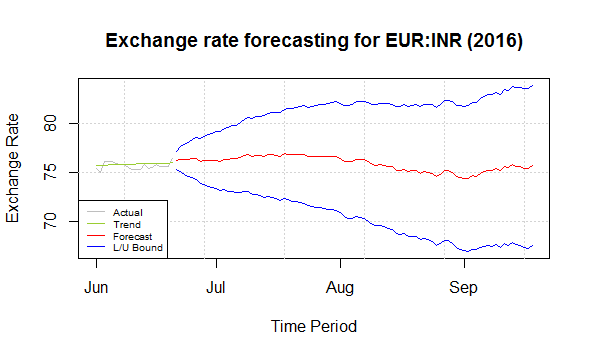 Exchange rate forecasting for EUR:INR (2016)
Exchange Rate
80
75
70
Actual
Trend
Forecast
L/U Bound
Jun Jul Aug Sep
Time Period